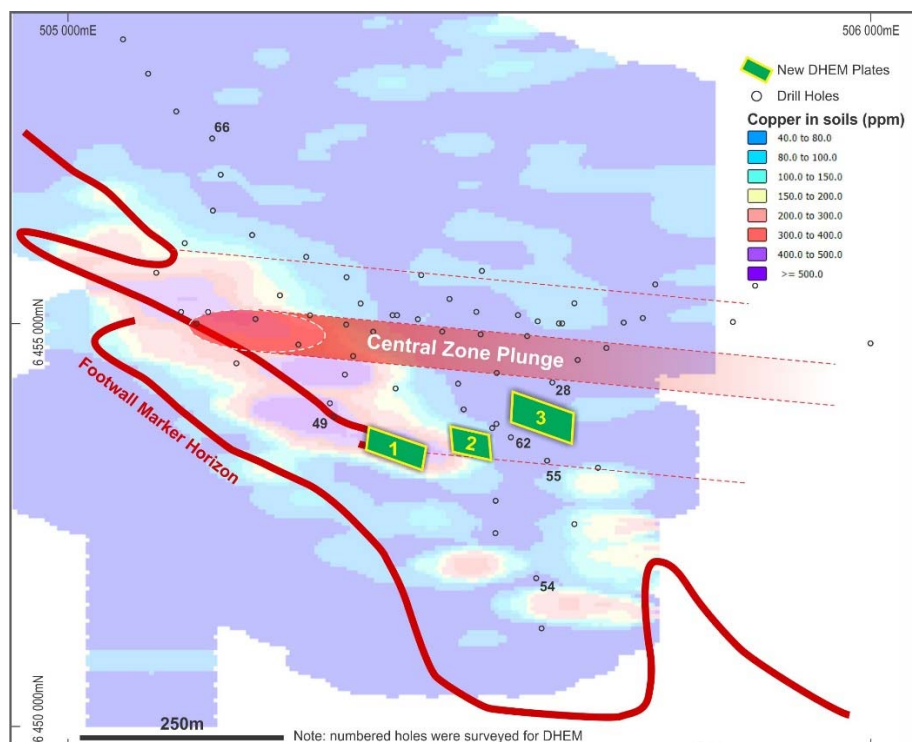 505 000mE
506 000mE
New DHEM Plates
Drill Holes
Copper in soils (ppm)
40.0 to 80.0
80.0 to 100.0
100.0 to 150.0
150.0 to 200.0
200.0 to 300.0
300.0 to 400.0
400.0 to 500.0
>= 500.0
66
6 455 000mN
Central Zone Plunge
28
3
49
1
2
62
55
Footwall Marker Horizon
54
6 450 000mN
250m
Note: numbered holes were surveyed for DHEM